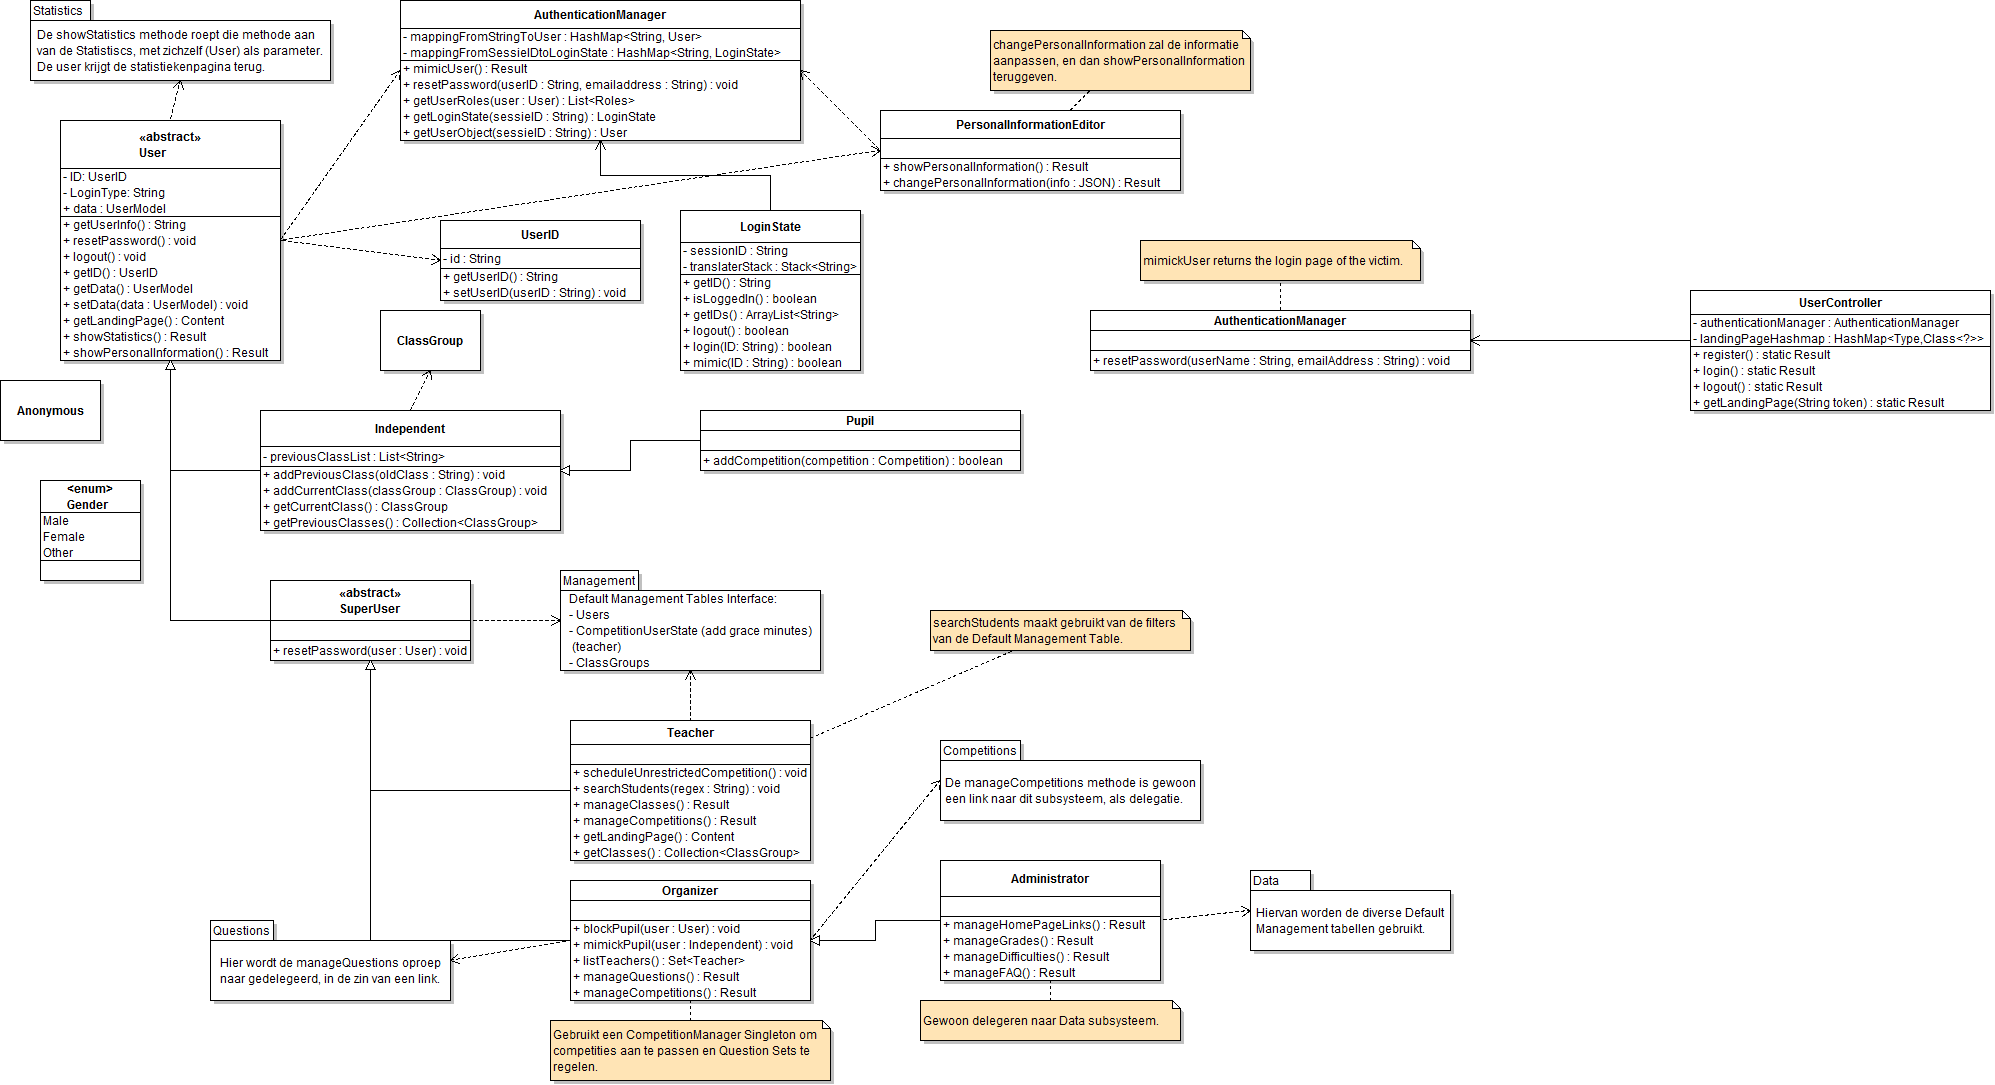 Statistics
De showStatistics methode roept die methode aan
van de Statistiscs, met zichzelf (User) als parameter.
De user krijgt de statistiekenpagina terug.
AuthenticationManager
- mappingFromStringToUser : HashMap<String, User>
- mappingFromSessieIDtoLoginState : HashMap<String, LoginState>
+ mimicUser() : Result
+ resetPassword(userID : String, emailaddress : String) : void
+ getUserRoles(user : User) : List<Roles>
+ getLoginState(sessieID : String) : LoginState
+ getUserObject(sessieID : String) : User
changePersonalInformation zal de informatie
aanpassen, en dan showPersonalInformation
teruggeven.
PersonalInformationEditor
+ showPersonalInformation() : Result
+ changePersonalInformation(info : JSON) : Result
«abstract»
User
- ID: UserID
- LoginType: String
+ data : UserModel
+ getUserInfo() : String
+ resetPassword() : void
+ logout() : void
+ getID() : UserID
+ getData() : UserModel
+ setData(data : UserModel) : void
+ getLandingPage() : Content
+ showStatistics() : Result
+ showPersonalInformation() : Result
UserID
- id : String
+ getUserID() : String
+ setUserID(userID : String) : void
LoginState
- sessionID : String
- translaterStack : Stack<String>
+ getID() : String
+ isLoggedIn() : boolean
+ getIDs() : ArrayList<String>
+ logout() : boolean
+ login(ID: String) : boolean
+ mimic(ID : String) : boolean
mimickUser returns the login page of the victim.
AuthenticationManager
+ resetPassword(userName : String, emailAddress : String) : void
UserController
- authenticationManager : AuthenticationManager
- landingPageHashmap : HashMap<Type,Class<?>>
+ register() : static Result
+ login() : static Result
+ logout() : static Result
+ getLandingPage(String token) : static Result
ClassGroup
Anonymous
Independent
- previousClassList : List<String>
+ addPreviousClass(oldClass : String) : void
+ addCurrentClass(classGroup : ClassGroup) : void
+ getCurrentClass() : ClassGroup
+ getPreviousClasses() : Collection<ClassGroup>
Pupil
+ addCompetition(competition : Competition) : boolean
<enum>
Gender
Male
Female
Other
«abstract»
SuperUser
+ resetPassword(user : User) : void
Management
Default Management Tables Interface:
- Users
- CompetitionUserState (add grace minutes)
(teacher)
- ClassGroups
searchStudents maakt gebruikt van de filters
van de Default Management Table.
Teacher
+ scheduleUnrestrictedCompetition() : void
+ searchStudents(regex : String) : void
+ manageClasses() : Result
+ manageCompetitions() : Result
+ getLandingPage() : Content
+ getClasses() : Collection<ClassGroup>
Competitions
De manageCompetitions methode is gewoon
een link naar dit subsysteem, als delegatie.
Organizer
+ blockPupil(user : User) : void
+ mimickPupil(user : Independent) : void
+ listTeachers() : Set<Teacher>
+ manageQuestions() : Result
+ manageCompetitions() : Result
Administrator
+ manageHomePageLinks() : Result
+ manageGrades() : Result
+ manageDifficulties() : Result
+ manageFAQ() : Result
Data
Hiervan worden de diverse Default
Management tabellen gebruikt.
Questions
Hier wordt de manageQuestions oproep
naar gedelegeerd, in de zin van een link.
Gewoon delegeren naar Data subsysteem.
Gebruikt een CompetitionManager Singleton om
competities aan te passen en Question Sets te
regelen.